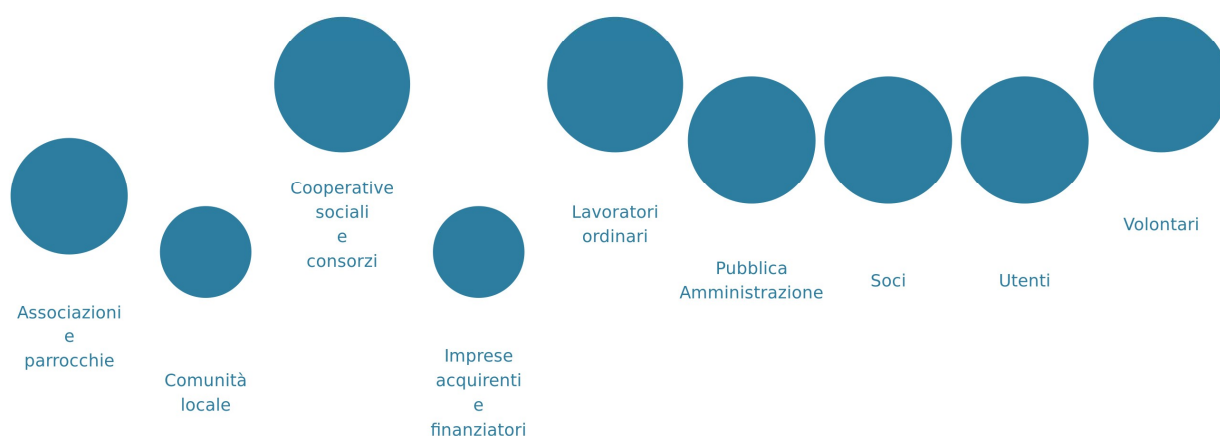 Associazioni
e
parrocchie
Comunità
locale
Cooperative
sociali
e
consorzi
Imprese
acquirenti
e
finanziatori
Lavoratori
ordinari
Pubblica
Amministrazione
Soci
Utenti
Volontari